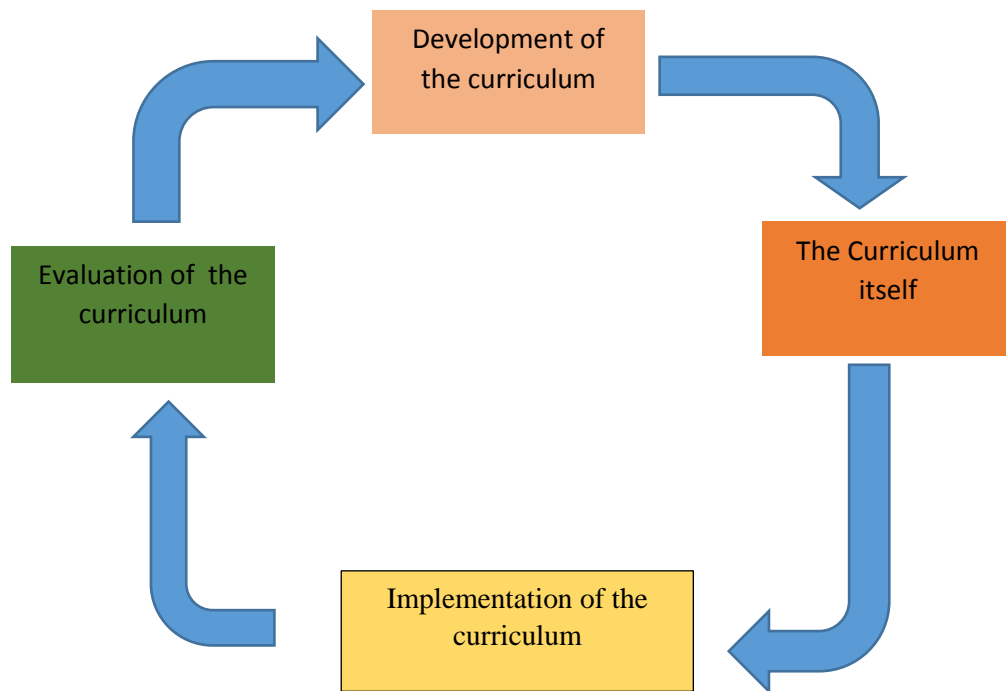 Development of
the curriculum
The Curriculum
itself
Evaluation of  the
curriculum
Implementation of the
curriculum